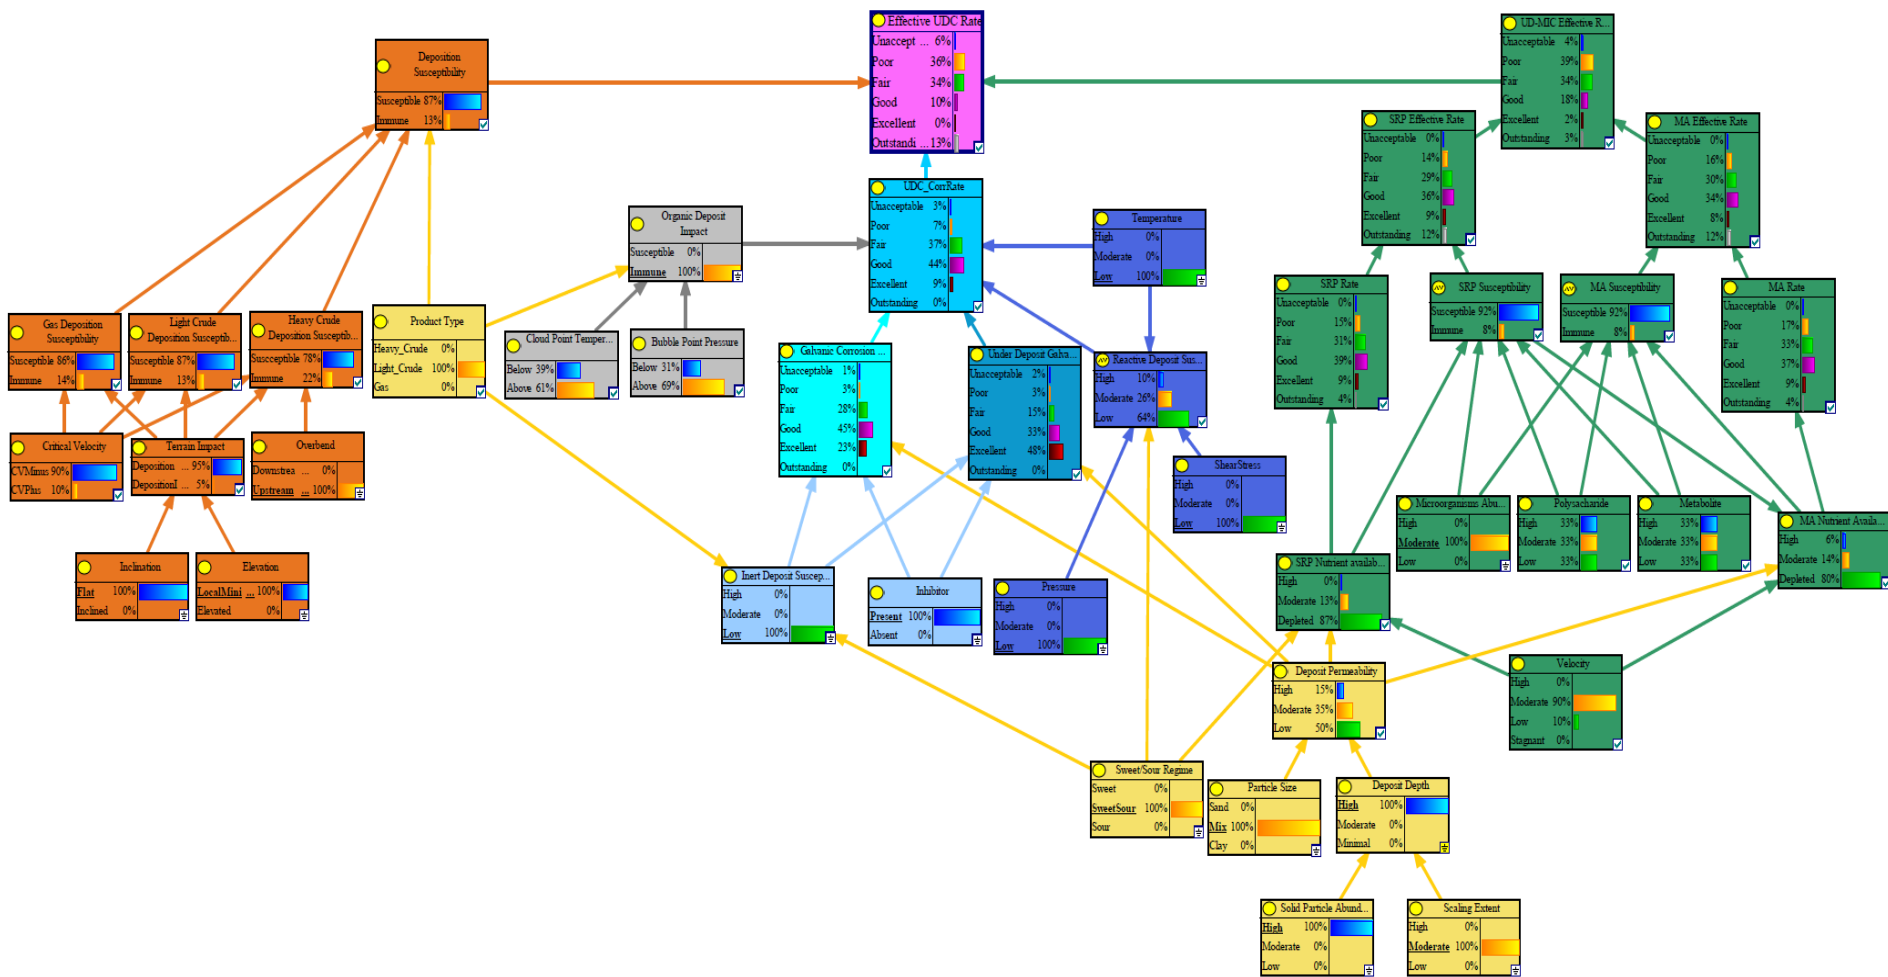 Effective UDC Rate
Unaccept ... 6%
Poor 36%
Fair 34%
Good 10%
Excellent 0%
Outstandi ... 13%
UD-MIC Effective R...
Unacceptable 4%
Poor 39%
Fair 34%
Good 18%
Excellent 2%
Outstanding 3%
Deposition
Susceptibility
Susceptible 87%
Immune 13%
SRP Effective Rate
Unacceptable 0%
Poor 14%
Fair 29%
Good 36%
Excellent 9%
Outstanding 12%
MA Effective Rate
Unacceptable 0%
Poor 16%
Fair 30%
Good 34%
Excellent 8%
Outstanding 12%
UDC_CorrRate
Unacceptable 3%
Poor 7%
Fair 37%
Good 44%
Excellent 9%
Outstanding 0%
Organic Deposit
Impact
Susceptible 0%
Immune 100%
Temperature
High 0%
Moderate 0%
Low 100%
SRP Rate
Unacceptable 0%
Poor 15%
Fair 31%
Good 39%
Excellent 9%
Outstanding 4%
SRP Susceptibility
Susceptible 92%
Immune 8%
MA Susceptibility
Susceptible 92%
Immune 8%
MA Rate
Unacceptable 0%
Poor 17%
Fair 33%
Good 37%
Excellent 9%
Outstanding 4%
Gas Deposition
Susceptibility
Susceptible 86%
Immune 14%
Light Crude
Deposition Susceptib...
Susceptible 87%
Immune 13%
Heavy Crude
Deposition Susceptib...
Susceptible 78%
Immune 22%
Product Type
Heavy_Crude 0%
Light_Crude 100%
Gas 0%
Cloud Point Temper...
Below 39%
Above 61%
Bubble Point Pressure
Below 31%
Above 69%
Galvanic Corrosion ...
Unacceptable 1%
Poor 3%
Fair 28%
Good 45%
Excellent 23%
Outstanding 0%
Under Deposit Galva...
Unacceptable 2%
Poor 3%
Fair 15%
Good 33%
Excellent 48%
Outstanding 0%
Reactive Deposit Sus...
High 10%
Moderate 26%
Low 64%
Critical Velocity
CVMinus 90%
CVPlus 10%
Terrain Impact
Deposition ... 95%
DepositionI ... 5%
Overbend
Downstrea ... 0%
Upstream ... 100%
ShearStress
High 0%
Moderate 0%
Low 100%
Microorganisms Abu...
High 0%
Moderate 100%
Low 0%
Polysacharide
High 33%
Moderate 33%
Low 33%
Metabolite
High 33%
Moderate 33%
Low 33%
MA Nutrient Availa...
High 6%
Moderate 14%
Depleted 80%
Inclination
Flat 100%
Inclined 0%
Elevation
LocalMini ... 100%
Elevated 0%
Inert Deposit Suscep...
High 0%
Moderate 0%
Low 100%
Inhibitor
Present 100%
Absent 0%
Pressure
High 0%
Moderate 0%
Low 100%
SRP Nutrient availab...
High 0%
Moderate 13%
Depleted 87%
Deposit Permeability
High 15%
Moderate 35%
Low 50%
Velocity
High 0%
Moderate 90%
Low 10%
Stagnant 0%
Sweet/Sour Regime
Sweet 0%
SweetSour 100%
Sour 0%
Particle Size
Sand 0%
Mix 100%
Clay 0%
Deposit Depth
High 100%
Moderate 0%
Minimal 0%
Solid Particle Abund...
High 100%
Moderate 0%
Low 0%
Scaling Extent
High 0%
Moderate 100%
Low 0%